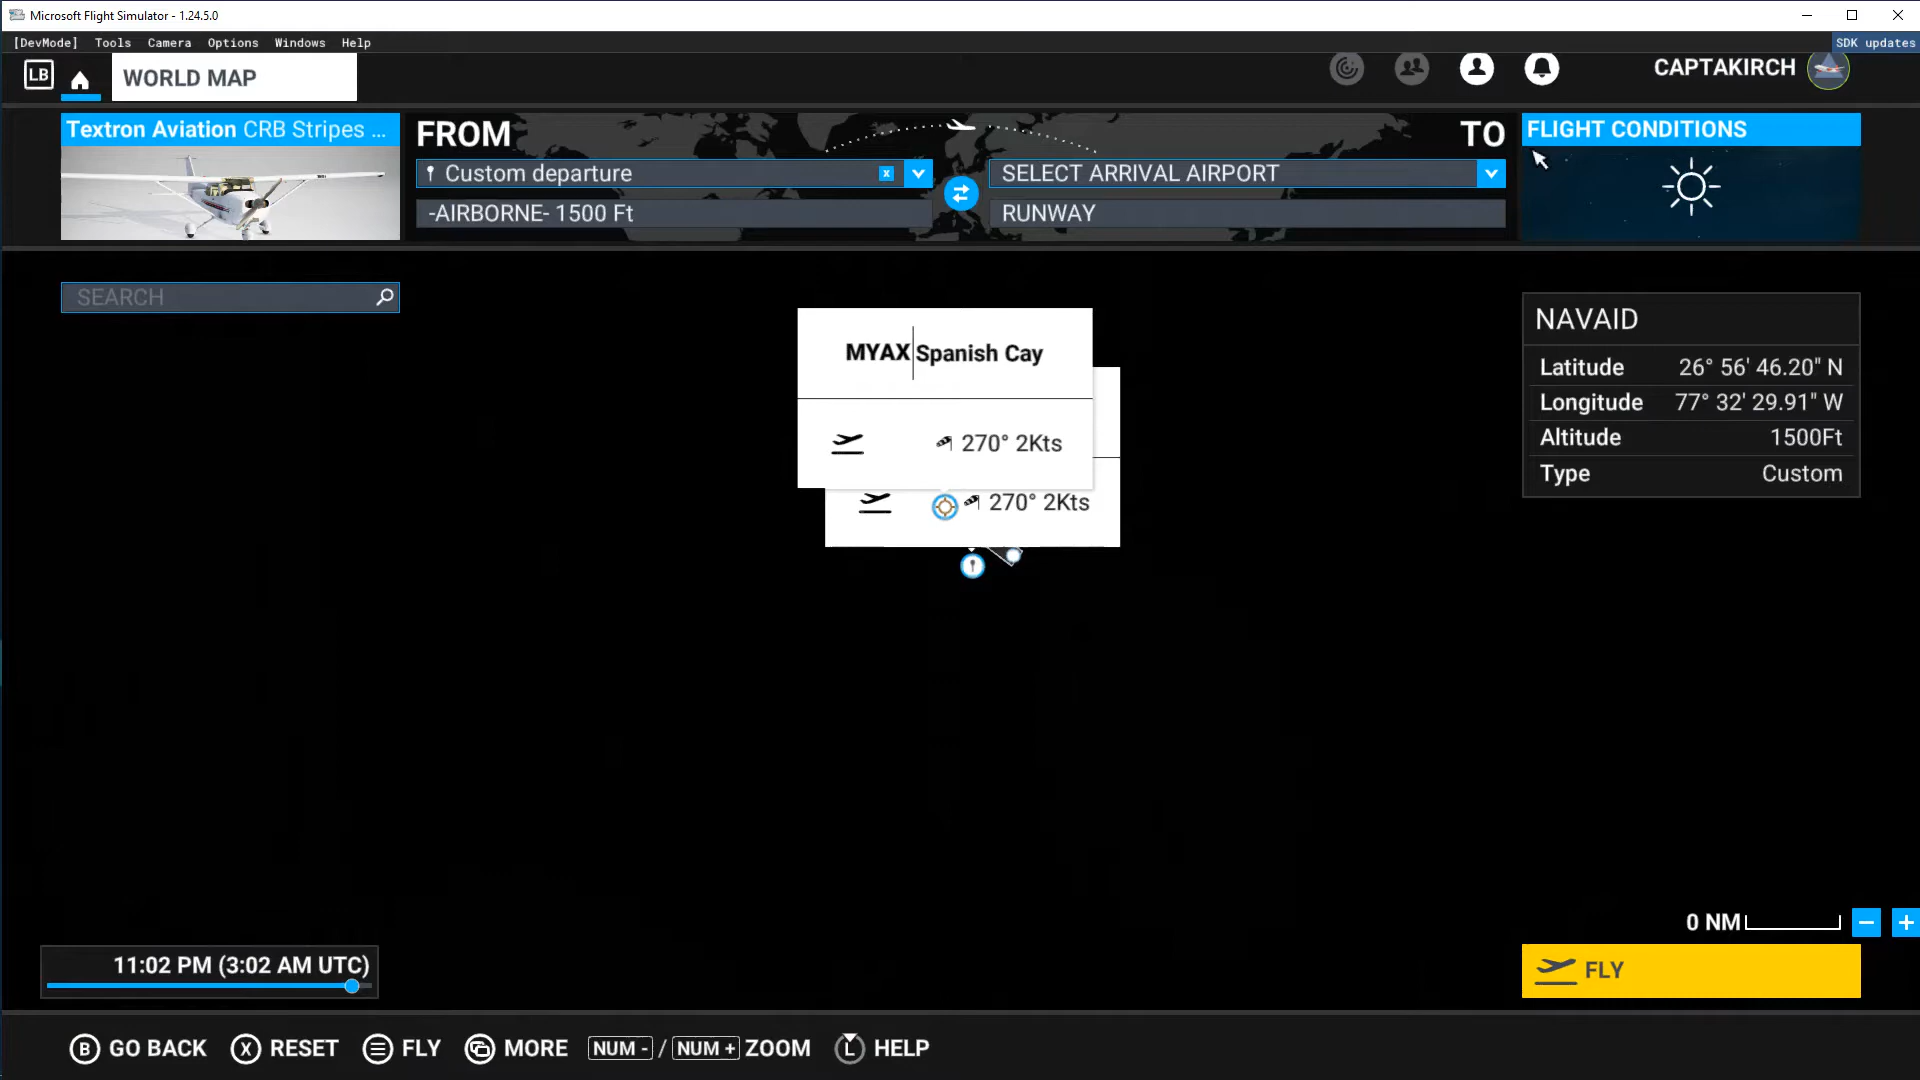 Microsoft Flight Simulator - 1.24.5.0
[DevMode] Tools Camera Options Windows Help
SDK updates
LB
WORLD MAP
CAPTAKIRCH
Textron Aviation CRB Stripes ...
FROM
TO
FLIGHT CONDITIONS
Custom departure
x
SELECT ARRIVAL AIRPORT
-AIRBORNE- 1500 Ft
RUNWAY
SEARCH
MYAX Spanish Cay
270° 2Kts
270° 2Kts
NAVAID
Latitude 26° 56' 46.20" N
Longitude 77° 32' 29.91" W
Altitude 1500Ft
Type Custom
0 NM
11:02 PM (3:02 AM UTC)
FLY
B GO BACK X RESET FLY MORE NUM - / NUM + ZOOM L HELP